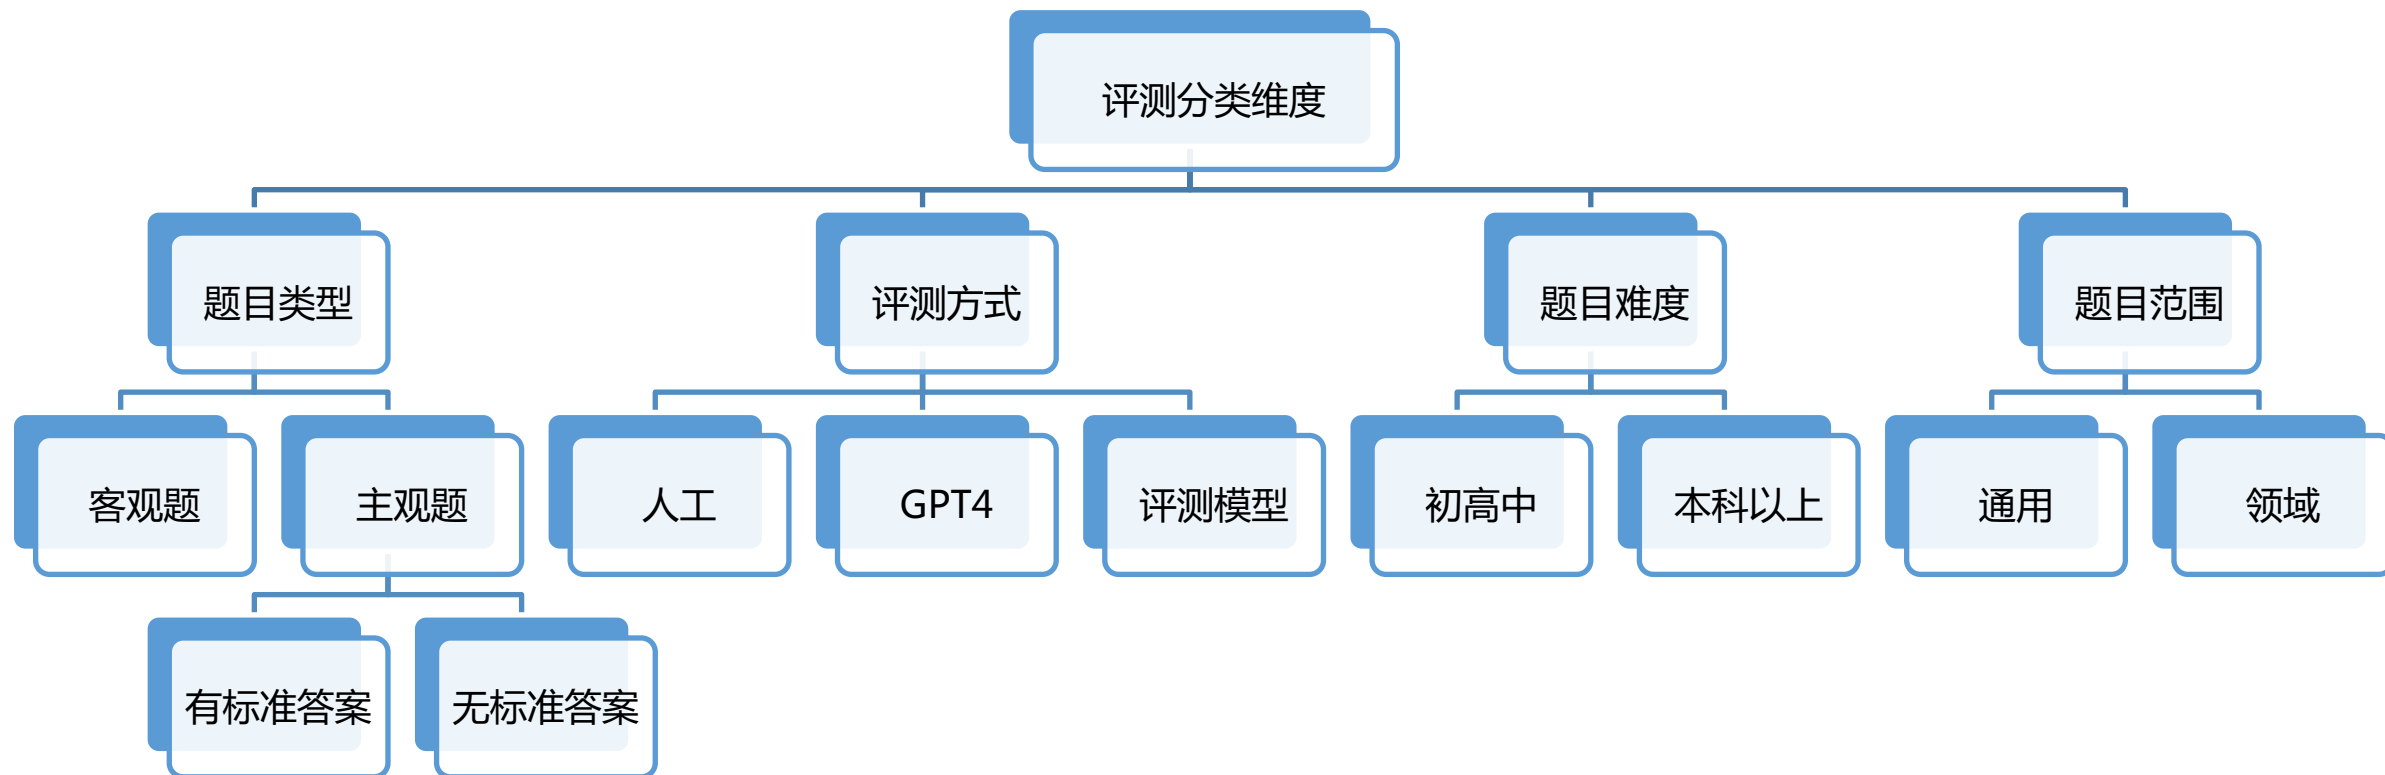 评测分类维度
题目类型
评测方式
题目难度
题目范围
客观题
主观题
人工
GPT4
评测模型
初高中
本科以上
通用
领域
有标准答案
无标准答案